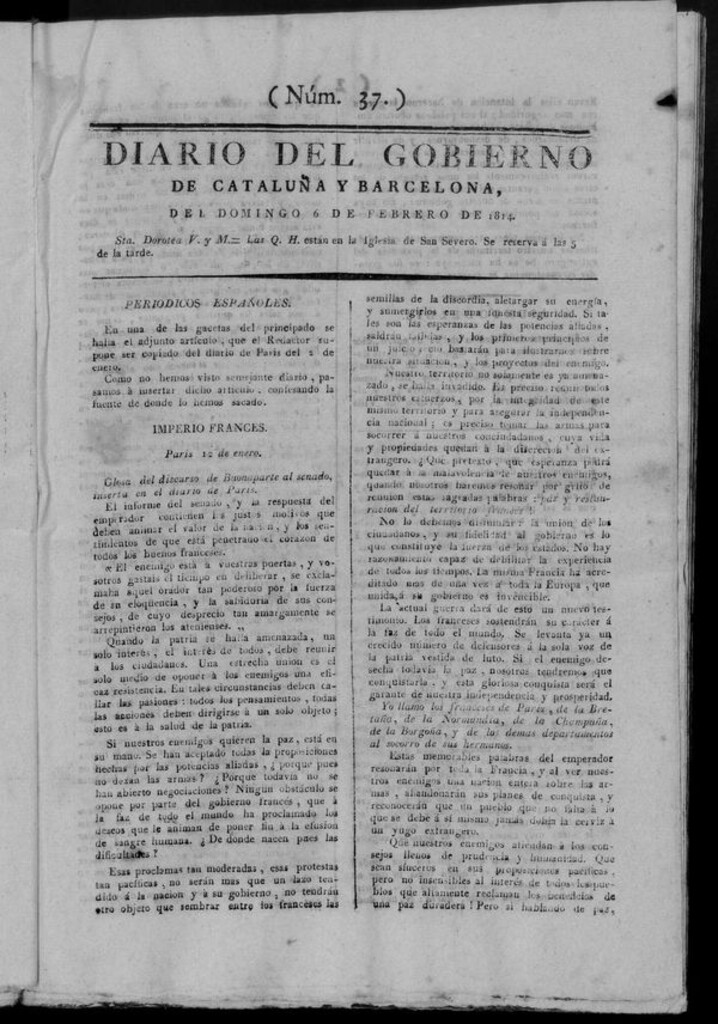 ( Núm. 37. )
DIARIO DEL GOBIERNO
DE CATALUÑA Y BARCELONA,
DEL DOMINGO 6 DE FEBRERO DE 1814.
Sta. Dorotea V. y M.= Las Q. H. están en la Iglesia de San Severo. Se reserva á las 5
de la tarde.
PERIODICOS ESPAÑOLES.
En una de las gacetas del principado se
halla el adjunto artículo, que el Redactor su-
pone ser copiado del diario de Paris del 2 de
enero.
Como no hemos visto semejante diario, pa-
samos á insertar dicho artículo, confesando la
fuente de donde lo hemos sacado.
IMPERIO FRANCES.
Paris 12 de enero.
Glosa del discurso de Buonaparte al senado,
inserta en el diario de Paris.
El informe del senado, y la respuesta del
emperador contienen los justos motivos que
deben animar el valor de la nacion, y los sen-
timientos de que está penetrado el corazon de
todos los buenos franceses.
« El enemigo está á vuestras puertas, y vo-
sotros gastais el tiempo en deliberar, se exclama-
maba aquel orador tan poderoso por la fuerza
de su eloqüencia, y la sabiduría de sus con-
sejos, de cuyo desprecio tan amargamente se
arrepintieron los atenienses. „
Quando la patria se halla amenazada, un
solo interes, el interes de todos, debe reunir
á los ciudadanos. Una estrecha union es el
solo medio de oponer á los enemigos una efi-
caz resistencia. En tales circunstancias deben ca-
llar las pasiones: todos los pensamientos, todas
las acciones deben dirigirse á un solo objeto;
esto es á la salud de la patria.
Si nuestros enemigos quieren la paz, está en
su mano. Se han aceptado todas las proposiciones
hechas por las potencias aliadas, ¿porque pues
no dexan las armas? ¿Porque todavia no se
han abierto negociaciones? Ningun obstáculo se
opone por parte del gobierno frances, que á
la faz de todo el mundo ha proclamado los
deseos que le animan de poner fin á la efusion
de sangre humana. ¿De donde nacen pues las
dificultades?
Esas proclamas tan moderadas, esas protestas
tan pacíficas, no serán mas que un lazo ten-
dido á la nacion y á su gobierno, no tendrán
otro objeto que sembrar entre los franceses las
semillas de la discordia, aletargar su energía,
y sumergirlos en una funesta seguridad. Si ta-
les son las esperanzas de las potencias aliadas,
saldrán fallidas, y los primeros principios de
un juicio bastarán para ilustrarnos sobre
nuestra situacion, y los proyectos del enemigo.
Nuestro territorio no solamente es ya amena-
zado, se halla invadido. Es preciso reunir todos
nuestros esfuerzos, por la integridad de este
mismo territorio y para asegurar la independen-
cia nacional; es preciso tomar las armas para
socorrer á nuestros conciudadanos, cuya vida
y propiedades quedan á la discrecion del ex-
trangero. ¿Que pretexto, que esperanza podrá
quedar á la malavolencia de nuestros enemigos,
quando nosotros haremos resonar por grito de
reunion estas sagradas palabras: paz y restau-
racion del territorio frances!
No lo debemos disimular: la union de los
ciudadanos, y su fidelidad al gobierno es lo
que constituye la fuerza de los estados. No hay
razonamiento capaz de debilitar la experiencia
de todos los tiempos. La misma Francia ha acre-
ditado mas de una vez á toda la Europa, que
unida á su gobierno es invencible.
La actual guerra dará de esto un nuevo tes-
timonio. Los franceses sostendrán su carácter á
la faz de todo el mundo. Se levanta ya un
crecido número de defensores á la sola voz de
la patria vestida de luto. Si el enemigo de-
secha todavia la paz, nosotros tendremos que
conquistarla, y esta gloriosa conquista será el
garante de nuestra independencia y prosperidad.
Yo llamo los franceses de Paris, de la Bre-
taña, de la Normandia, de la Champaña,
de la Borgoña, y de los demas departamentos
al socorro de sus hermanos.
Estas memorables palabras del emperador
resonarán por toda la Francia, y al ver nues-
tros enemigos una nacion entera sobre las ar-
mas, abandonarán sus planes de conquista, y
reconocerán que un pueblo que no falta á lo
que se debe á sí mismo jamas dobla la cerviz á
un yugo extrangero.
Que nuestros enemigos atiendan á los con-
sejos llenos de prudencia y humanidad. Que
sean sinceros en sus proposiciones pacíficas,
pero no insensibles al interes de todos los pue-
blos que altamente reclaman los beneficios de
una paz duradera! Pero si hablando de paz,